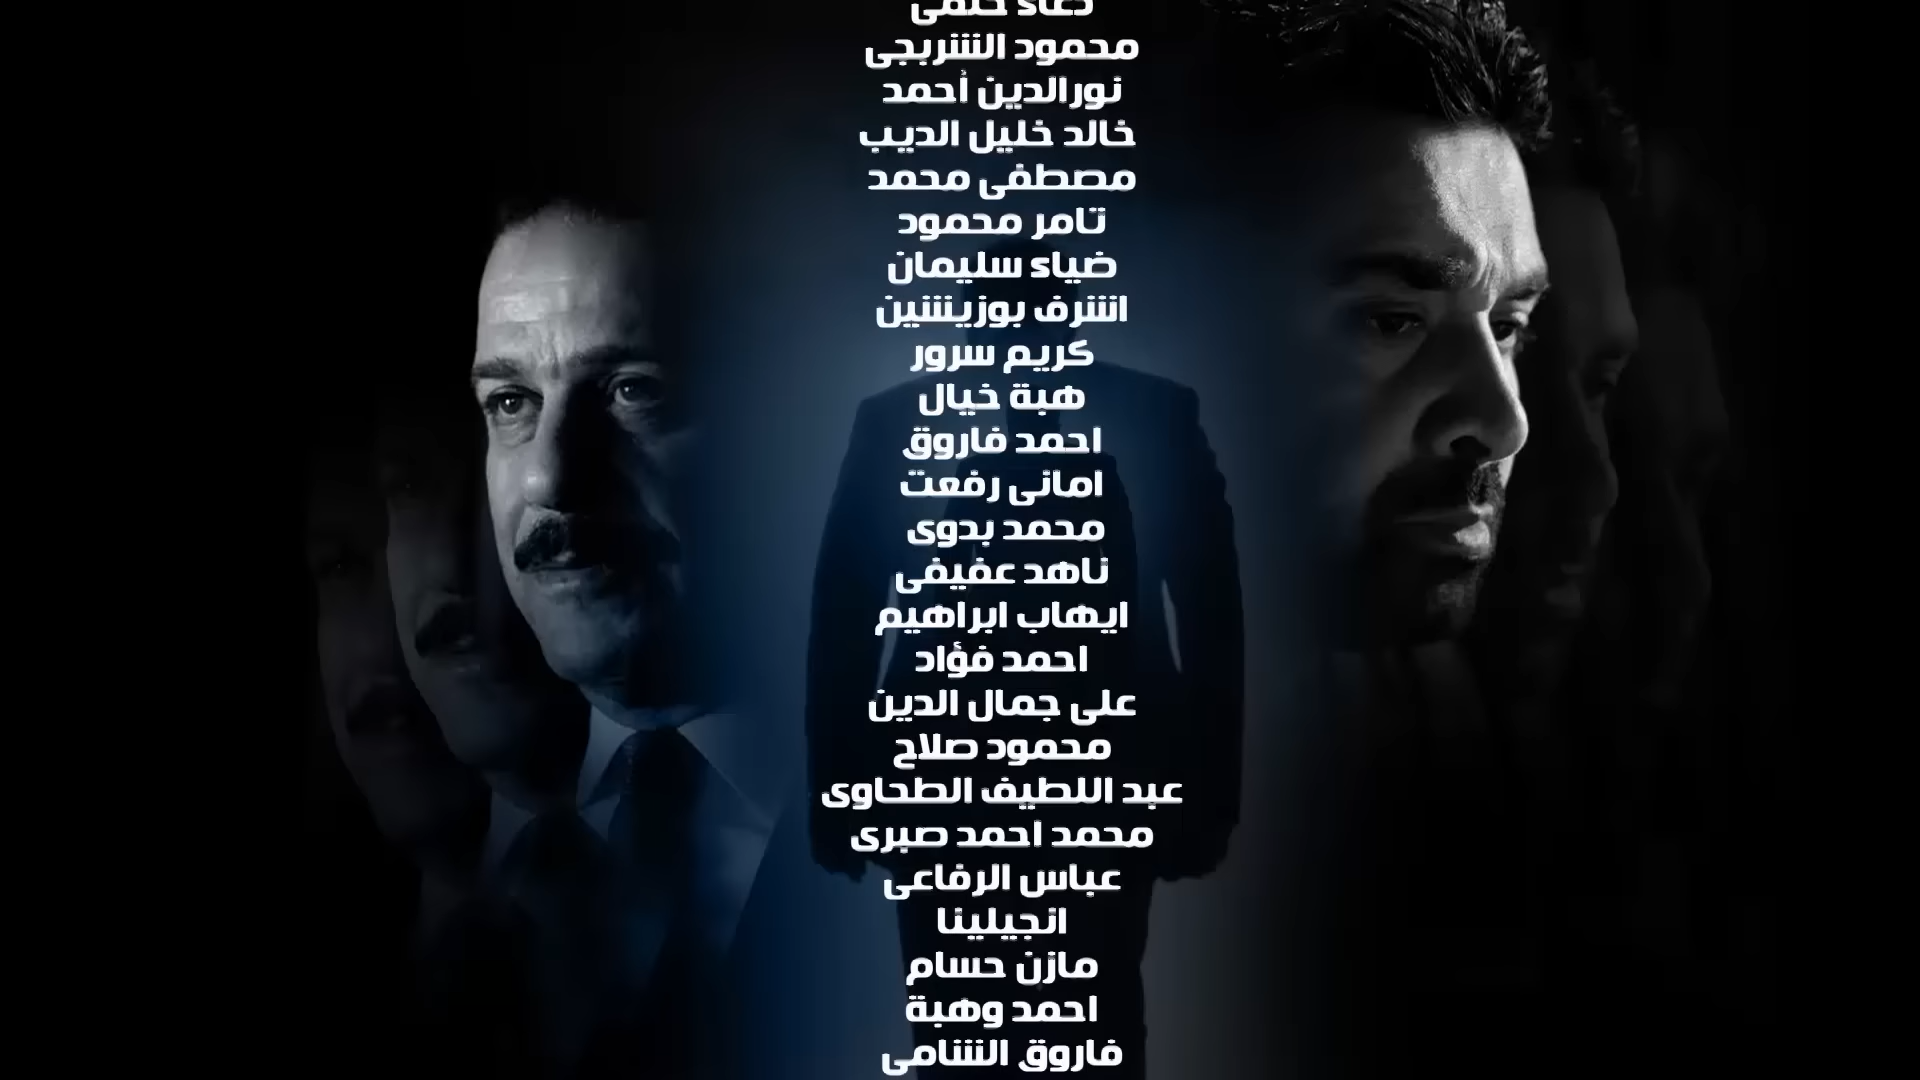 دعاء حلمى
محمود الشربجى
نورالدين أحمد
خالد خليل الديب
مصطفى محمد
تامر محمود
ضياء سليمان
اشرف بوزيشين
كريم سرور
هبة خيال
احمد فاروق
امانى رفعت
محمد بدوى
ناهد عفيفى
ايهاب ابراهيم
احمد فؤاد
على جمال الدين
محمود صلاح
عبد اللطيف الطحاوى
محمد احمد صبرى
عباس الرفاعى
انجيلينا
مازن حسام
احمد وهبة
فاروق الشامى